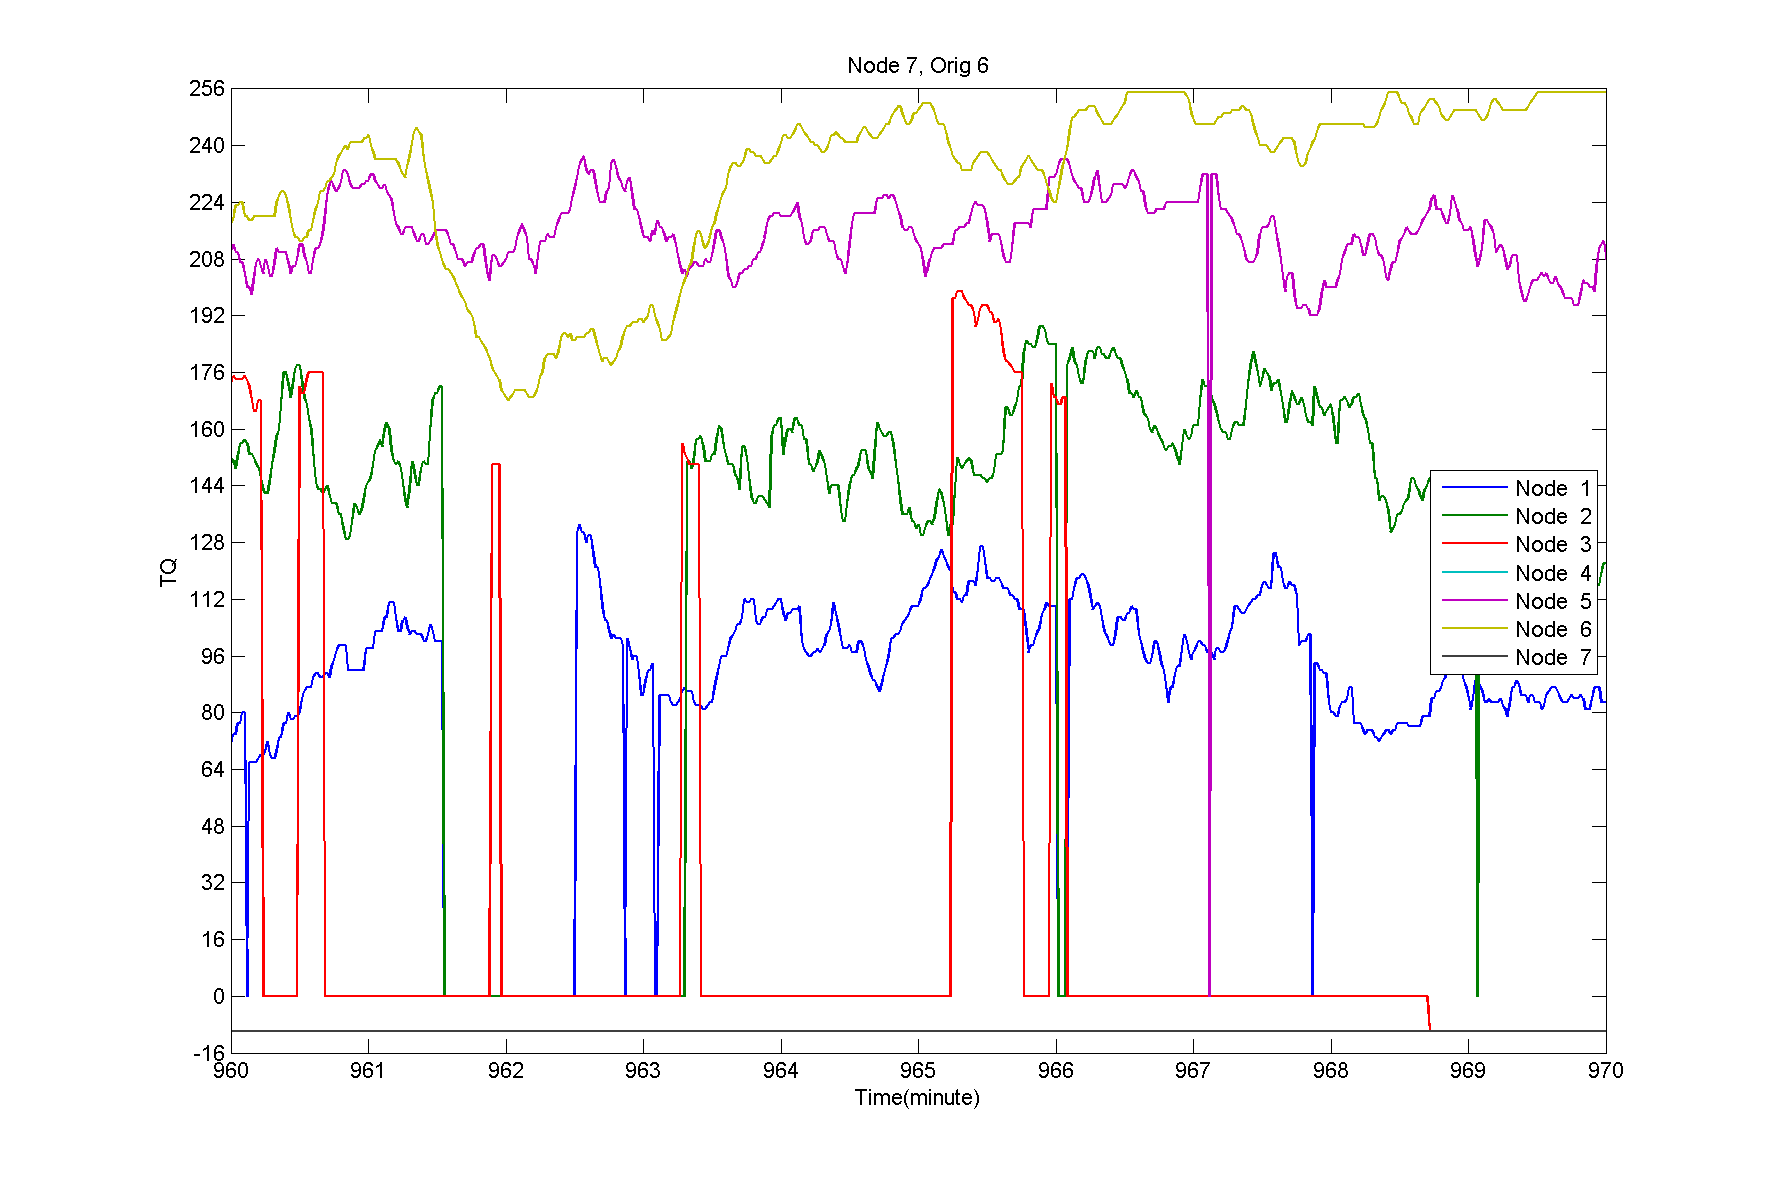 Node 7, Orig 6
256
240
224
208
192
176
160
144
128
112
96
80
64
48
32
16
0
-16
TQ
Node 1
Node 2
Node 3
Node 4
Node 5
Node 6
Node 7
960 961 962 963 964 965 966 967 968 969 970
Time(minute)